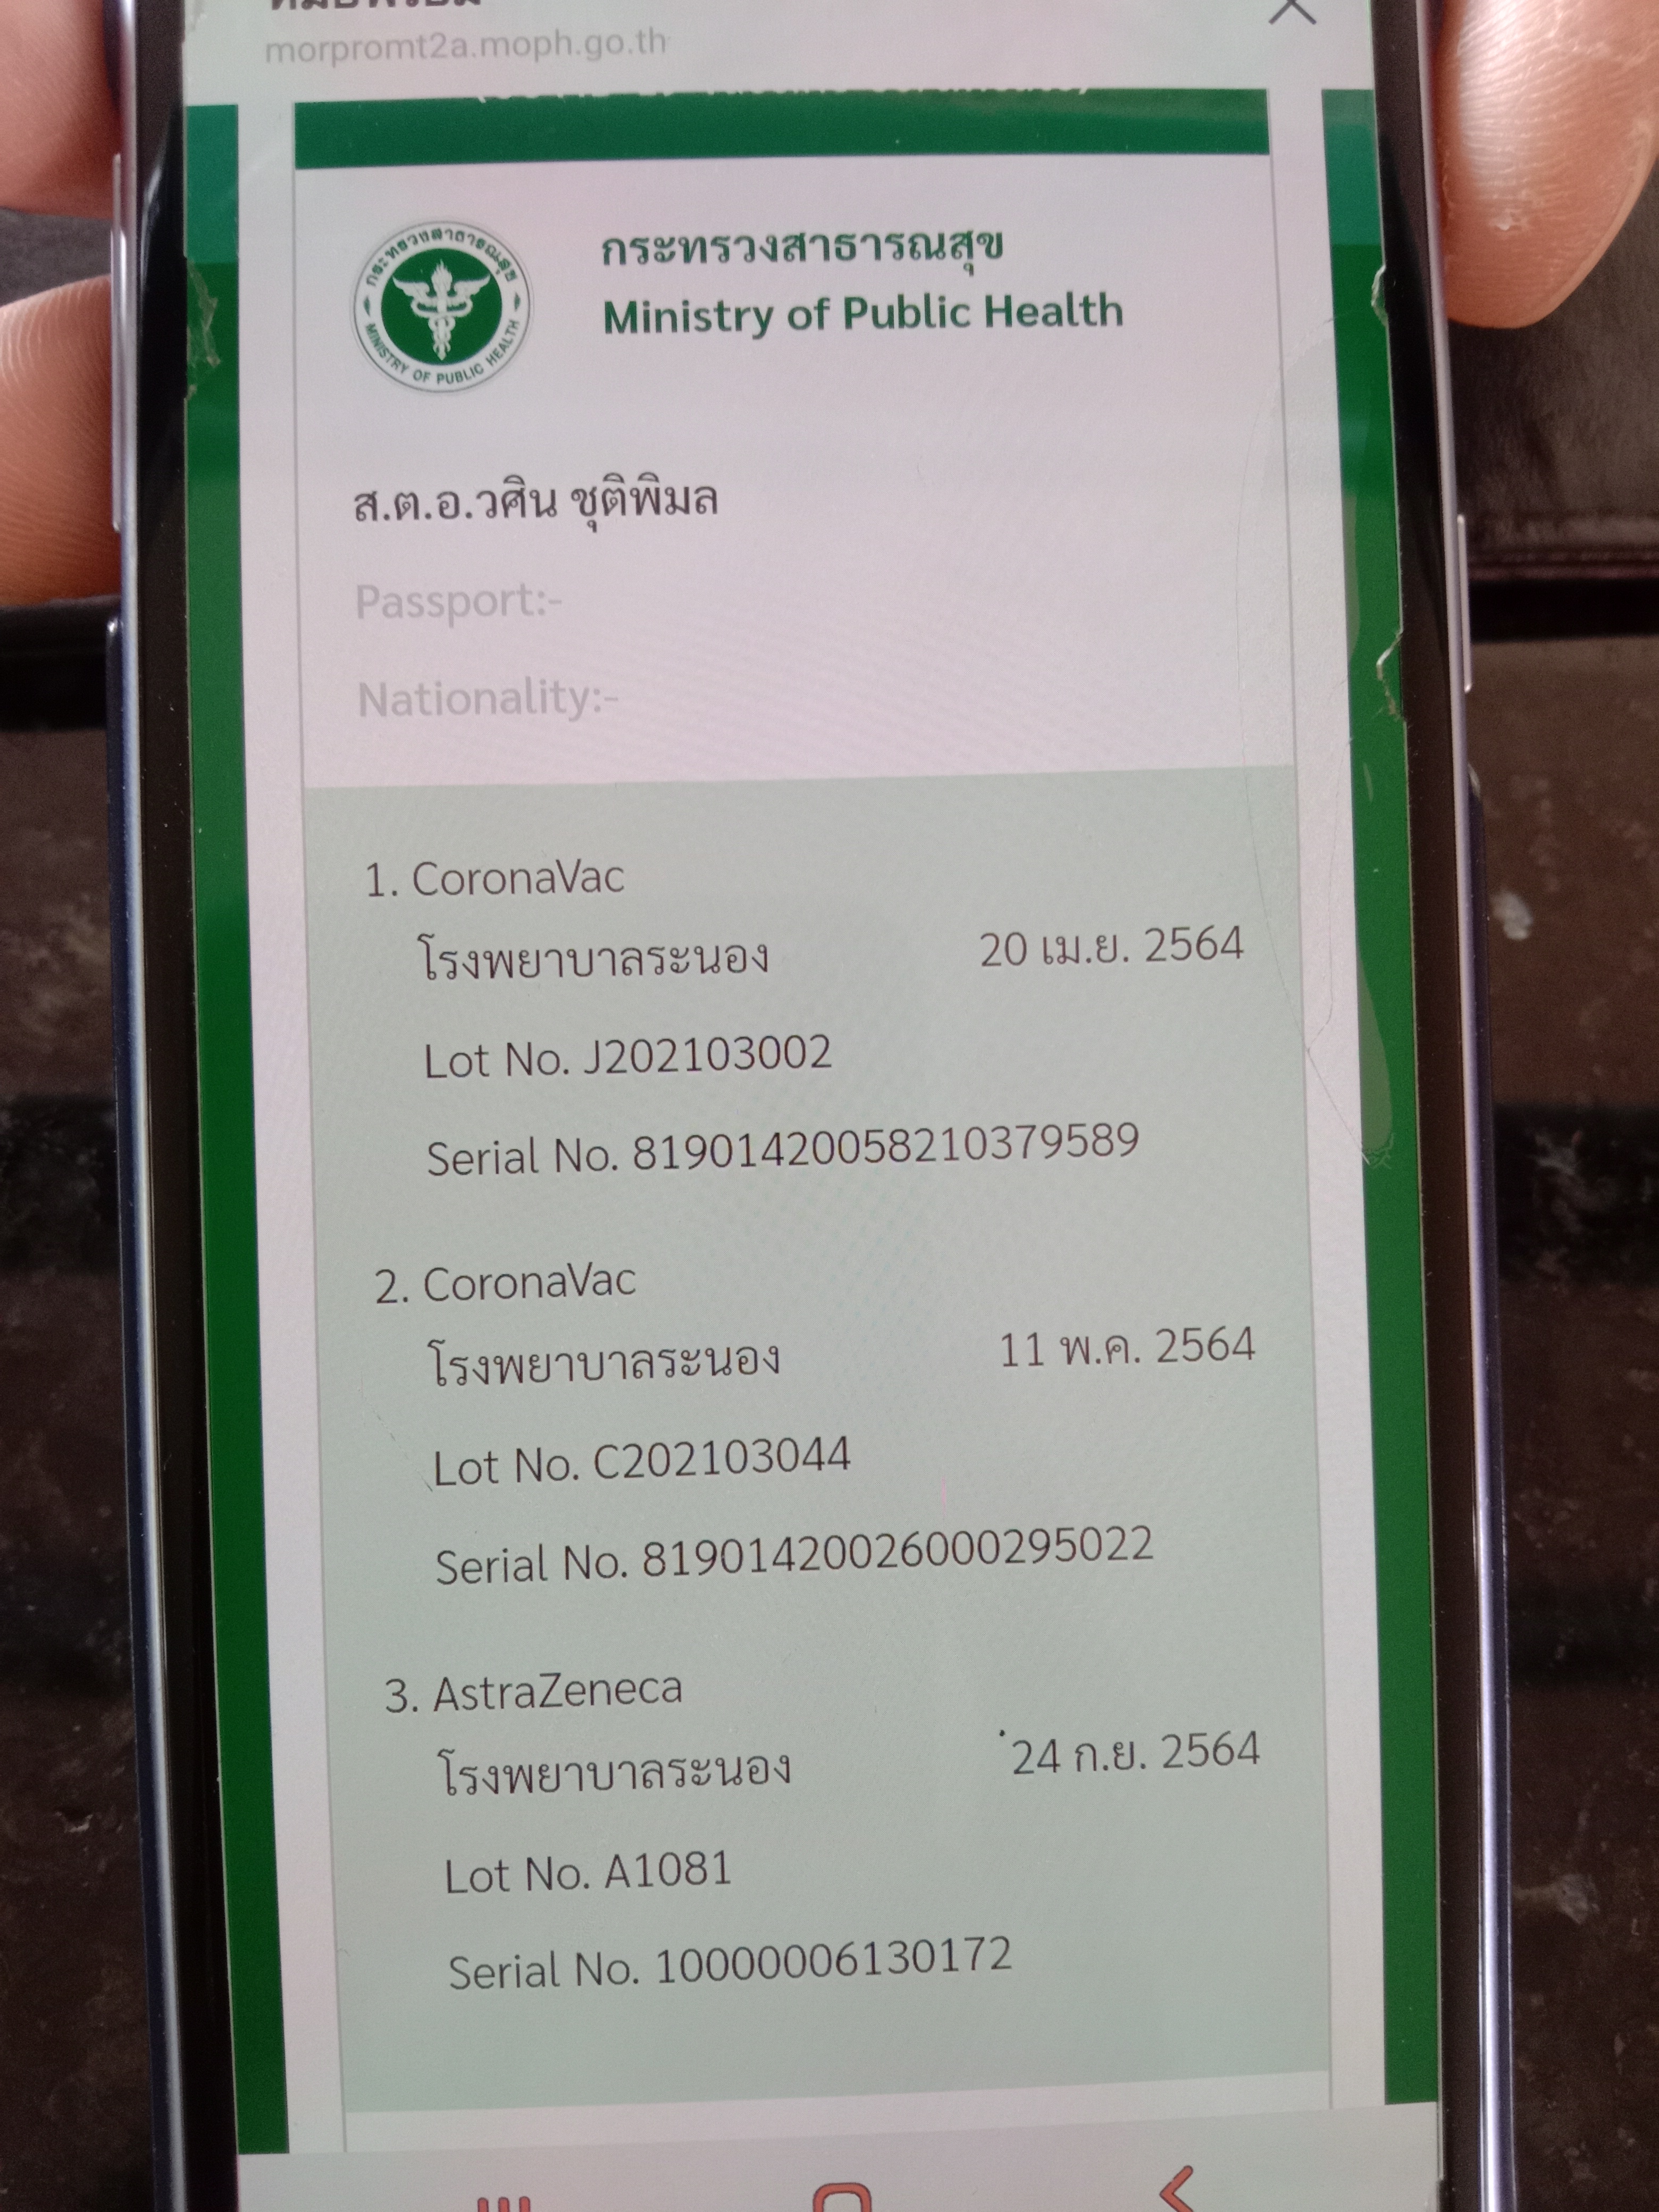 morpromt2a.moph.go.th
กระทรวงสาธารณสุข
MINISTRY OF PUBLIC HEALTH
กระทรวงสาธารณสุข
Ministry of Public Health
ส.ต.อ.วศิน ชุติพิมล
Passport:-
Nationality:-
1. CoronaVac
โรงพยาบาลระนอง 20 เม.ย. 2564
Lot No. J202103002
Serial No. 81901420058210379589
2. CoronaVac
โรงพยาบาลระนอง 11 พ.ค. 2564
Lot No. C202103044
Serial No. 81901420026000295022
3. AstraZeneca
โรงพยาบาลระนอง 24 ก.ย. 2564
Lot No. A1081
Serial No. 10000006130172